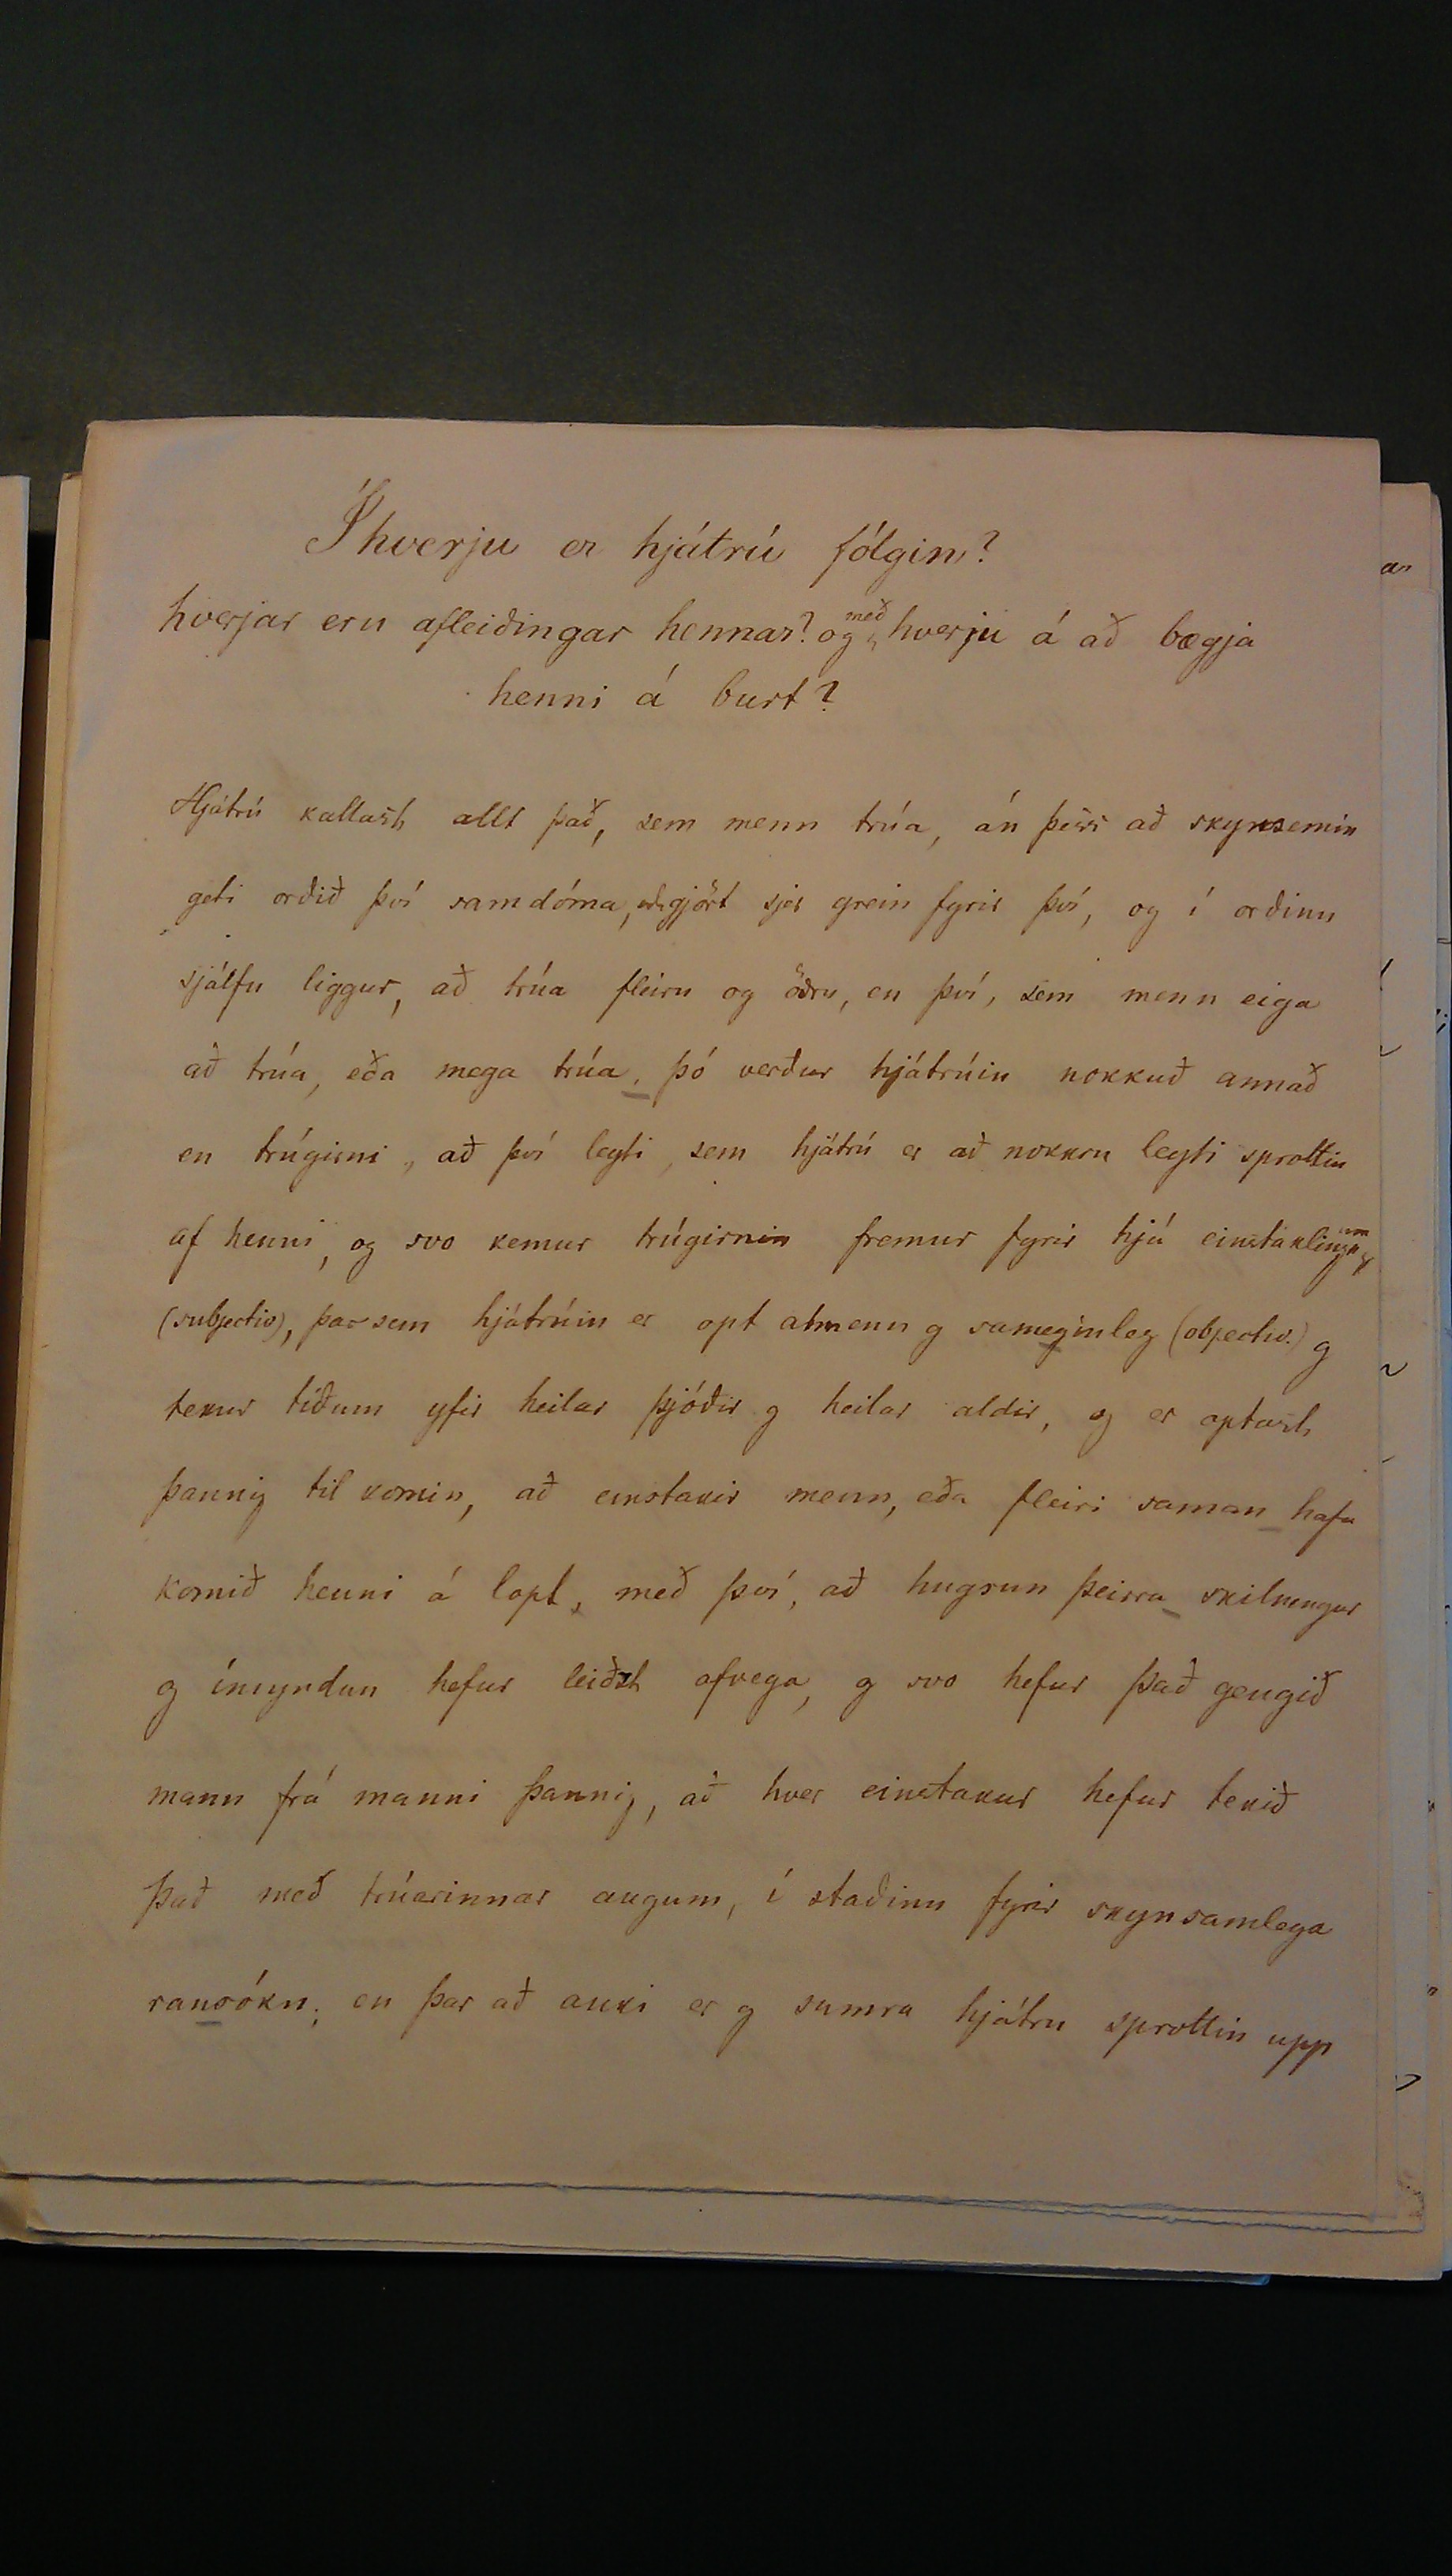 Í hverju er hjátrú fólgin?
hverjar eru afleiðingar hennar? og með hverju á að bægja
henni á burt?
Hjátrú kallast allt það, sem menn trúa, án þess að skynsemin
geti orðið því samdóma, eða gjört sjer grein fyrir því, og í orðinu
sjálfu liggur, að trúa fleiru og öðru, en því, sem menn eiga
að trúa, eða mega trúa, þó verður hjátrúin nokkuð annað
en trúgirni, að því leyti, sem hjátrú er að nokkru leyti sprottin
af henni, og svo kemur trúgirnin fremur fyrir hjá einstaklingum
(subjectiv), þar sem hjátrúin er opt almenn og sameginleg (objectiv.) og
tekur tíðum yfir heilar þjóðir og heilar aldir, og er optast
þannig til komin, að einstakir menn, eða fleiri saman hafa
komið henni á lopt, með því, að hugsun þeirra skilningur
og ímyndun hefur leiðst afvega, og svo hefur það gengið
mann frá manni þannig, að hver einstakur hefur tekið
það með trúarinnar augum, í staðinn fyrir skynsamlega
ransókn; en þar að auki er og sumra hjátrú sprottin upp